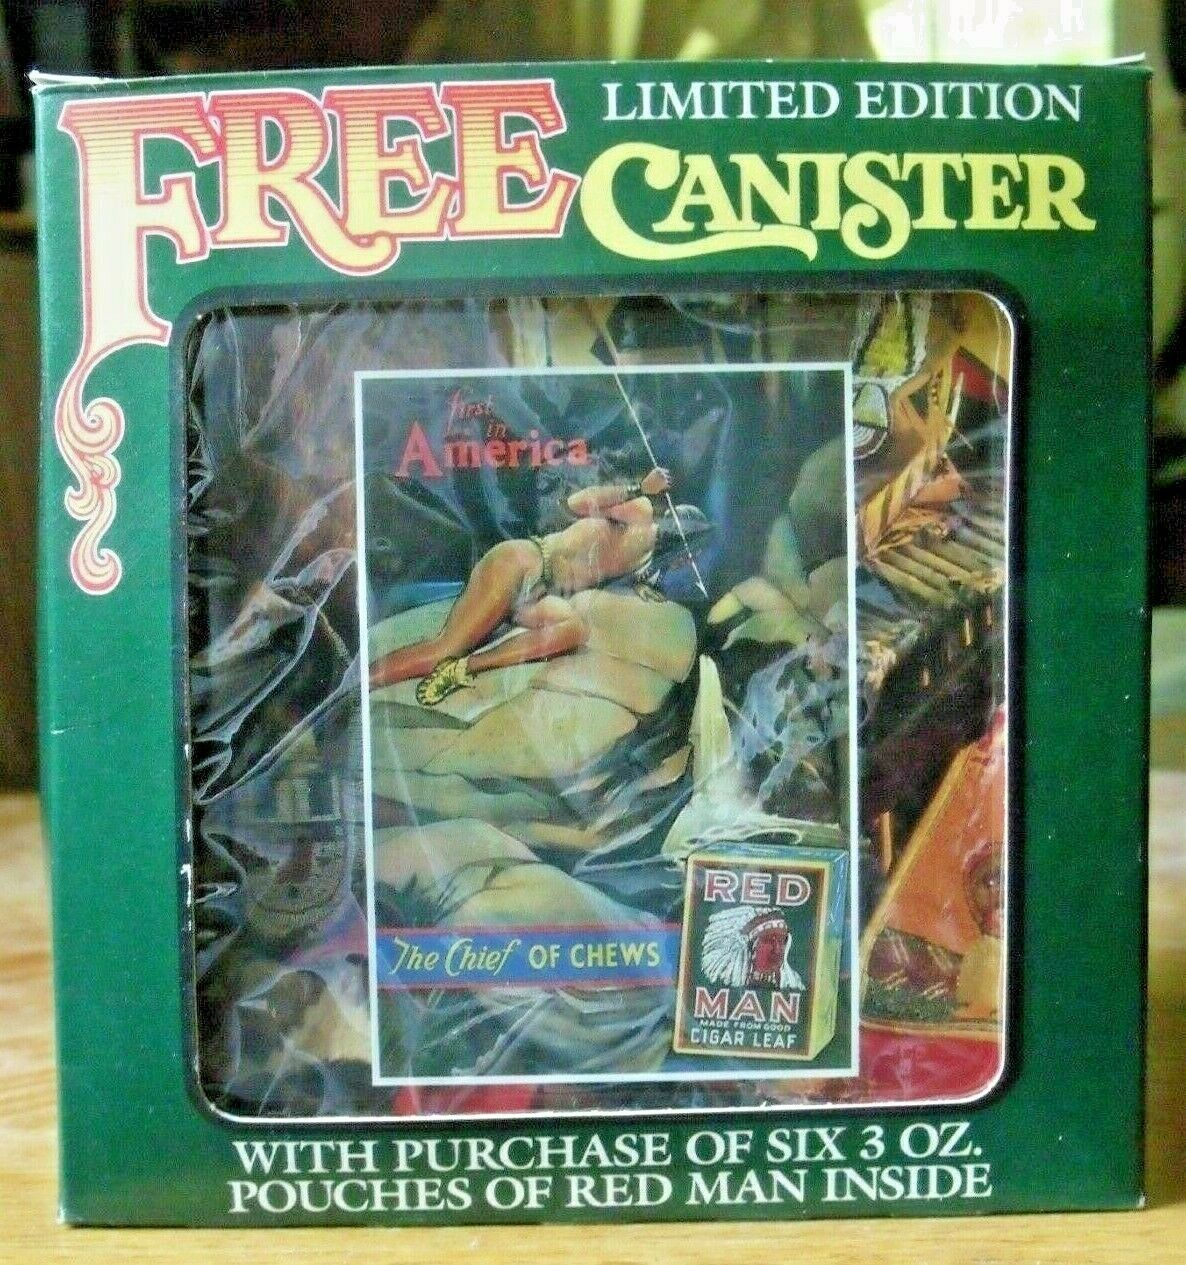 FREE
LIMITED EDITION
CANISTER
first
in
America
The Chief OF CHEWS
RED
MAN
MADE FROM GOOD
CIGAR LEAF
WITH PURCHASE OF SIX 3 OZ.
POUCHES OF RED MAN INSIDE